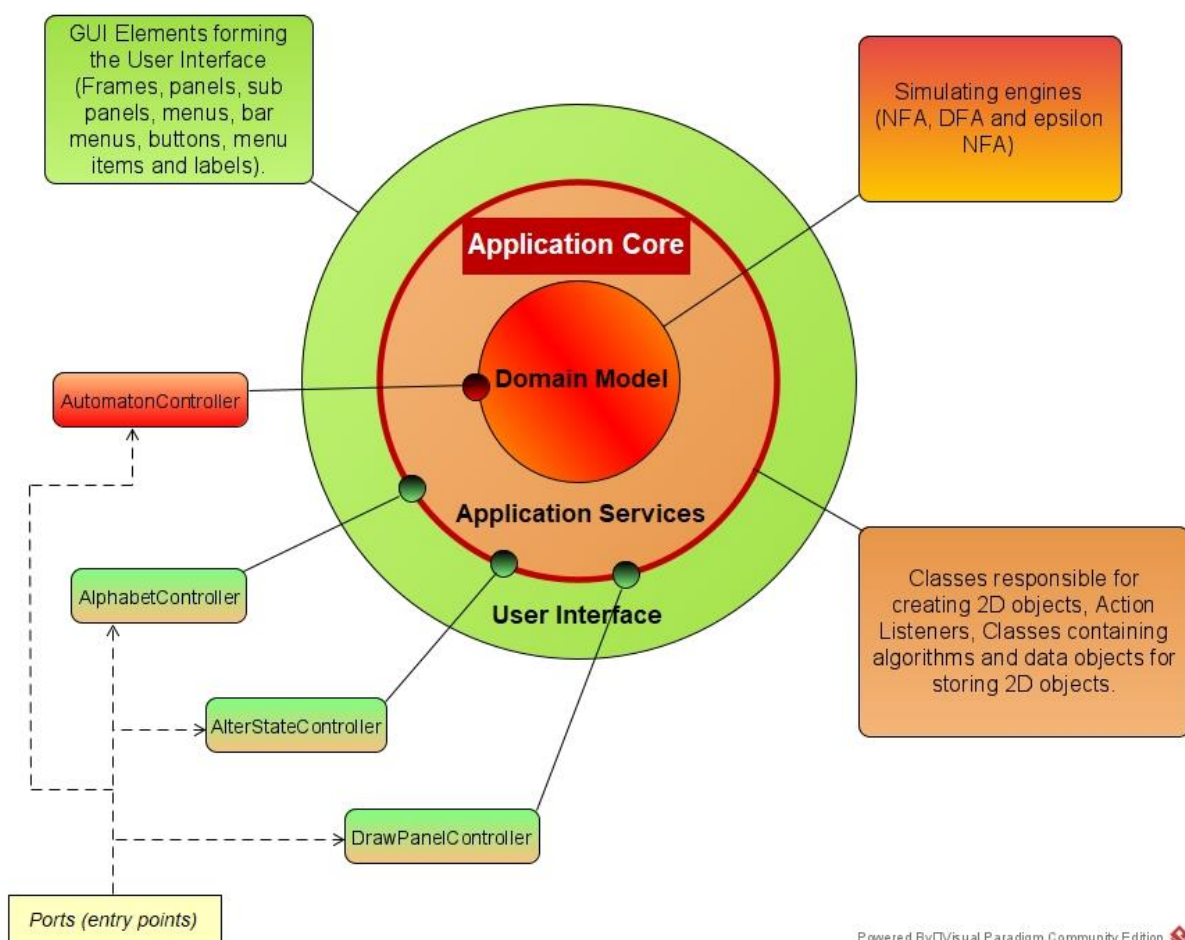 GUI Elements forming
the User Interface
(Frames, panels, sub
panels, menus, bar
menus, buttons, menu
items and labels).
Simulating engines
(NFA, DFA and epsilon
NFA)
Application Core
Domain Model
AutomatonController
Application Services
AlphabetController
User Interface
Classes responsible for
creating 2D objects, Action
Listeners, Classes containing
algorithms and data objects for
storing 2D objects.
AlterStateController
DrawPanelController
Ports (entry points)
Powered By▯Visual Paradigm Community Edition